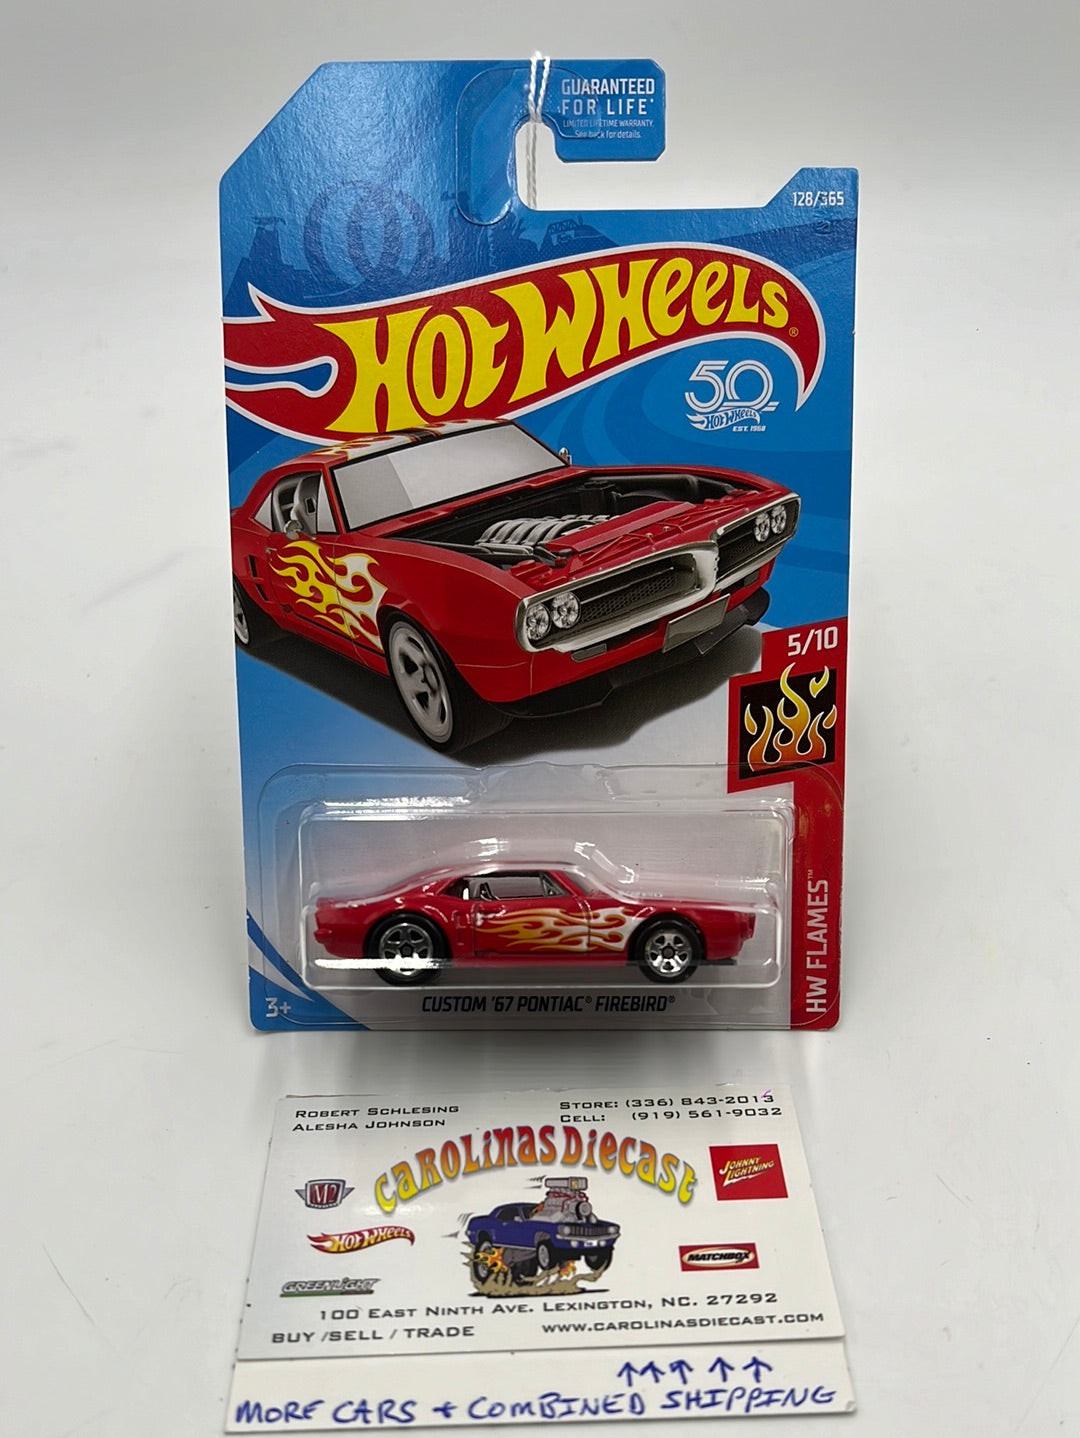 GUARANTEED
FOR LIFE*
LIMITED LIFETIME WARRANTY.
See back for details.
128/365
HOT WHEELS®
50
HOT WHEELS
EST. 1968
5/10
HW FLAMES™
3+
CUSTOM '67 PONTIAC® FIREBIRD®
ROBERT SCHLESING
ALESHA JOHNSON
STORE: (336) 843-2013
CELL: (919) 561-9032
CAROLINAS DIECAST
M2
JOHNNY
LIGHTNING
HOT WHEELS
MATCHBOX
GREENLIGHT
100 EAST NINTH AVE. LEXINGTON, NC. 27292
BUY /SELL / TRADE
WWW.CAROLINASDIECAST.COM
MORE CARS + COMBINED SHIPPING